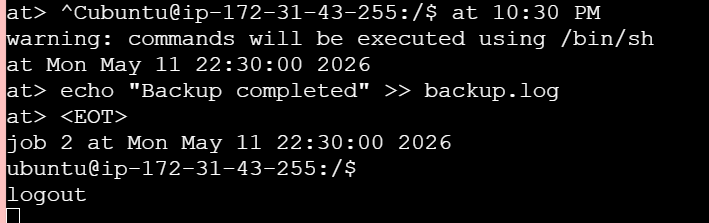 at> ^Cubuntu@ip-172-31-43-255:/$ at 10:30 PM
warning: commands will be executed using /bin/sh
at Mon May 11 22:30:00 2026
at> echo "Backup completed" >> backup.log
at> <EOT>
job 2 at Mon May 11 22:30:00 2026
ubuntu@ip-172-31-43-255:/$
logout